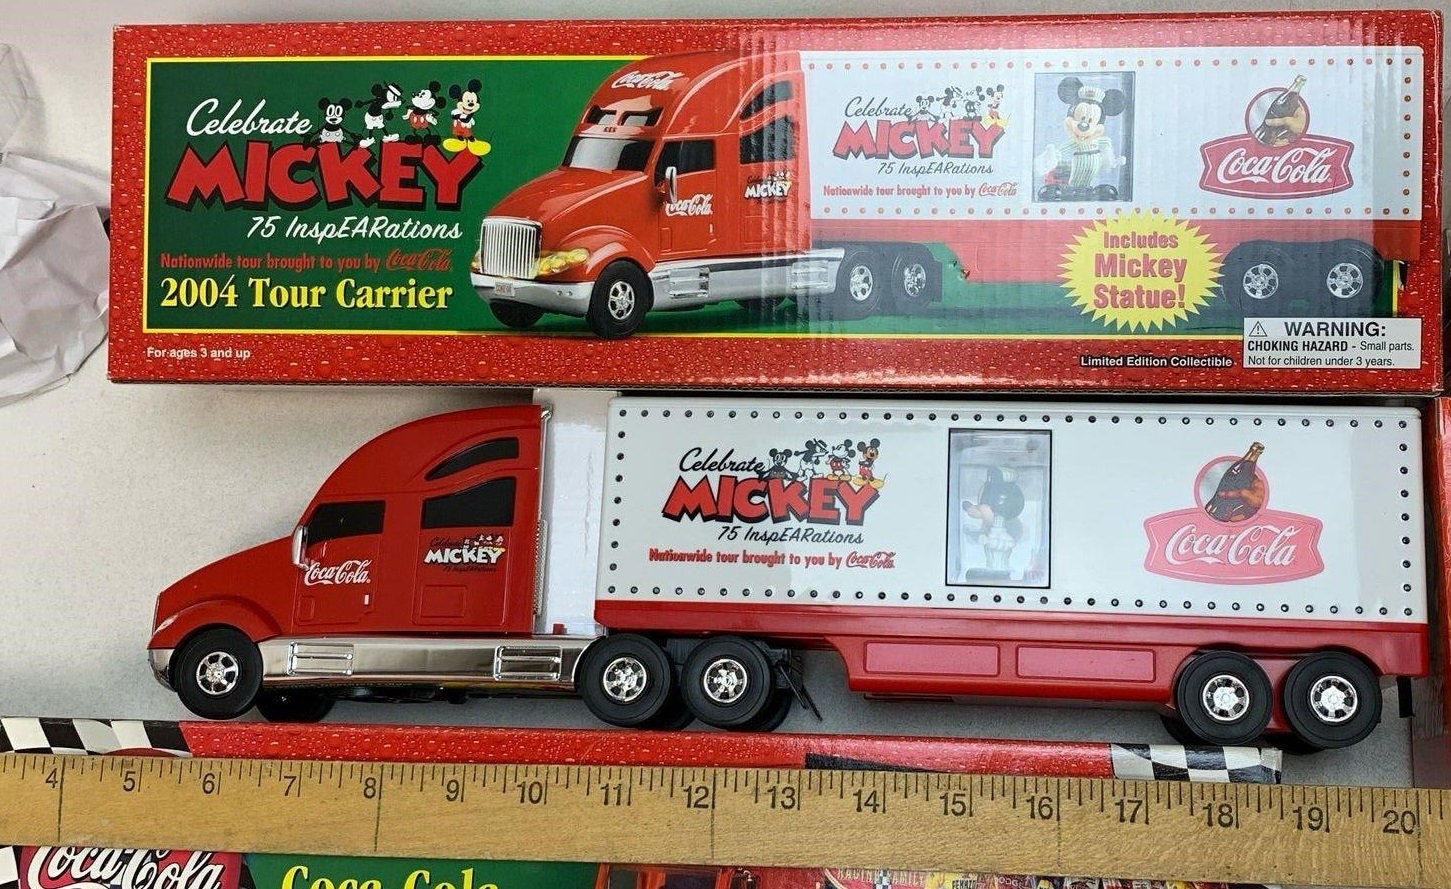 Celebrate
MICKEY
75 InspEARations
Nationwide tour brought to you by Coca-Cola
2004 Tour Carrier
For ages 3 and up
Coca-Cola
Coca-Cola
MICKEY
Celebrate
MICKEY
75 InspEARations
Nationwide tour brought to you by Coca-Cola
Coca-Cola
Includes
Mickey
Statue!
Limited Edition Collectible
WARNING:
CHOKING HAZARD - Small parts.
Not for children under 3 years.
Coca-Cola
Celebrate
MICKEY
Celebrate
MICKEY
75 InspEARations
Nationwide tour brought to you by Coca-Cola
Coca-Cola
4 5 6 7 8 9 10 11 12 13 14 15 16 17 18 19 20
Coca-Cola
Coca-Cola